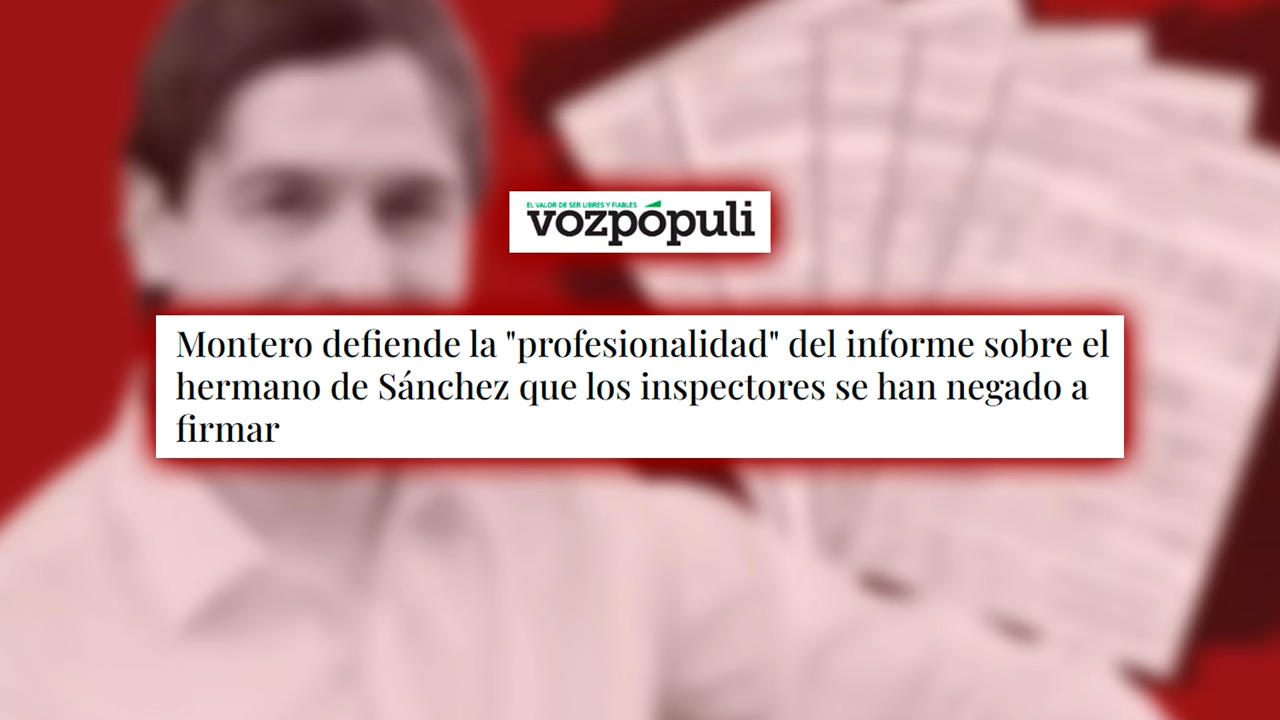 EL VALOR DE SER LIBRES Y FIABLES
vozpópuli
Montero defiende la "profesionalidad" del informe sobre el
hermano de Sánchez que los inspectores se han negado a
firmar